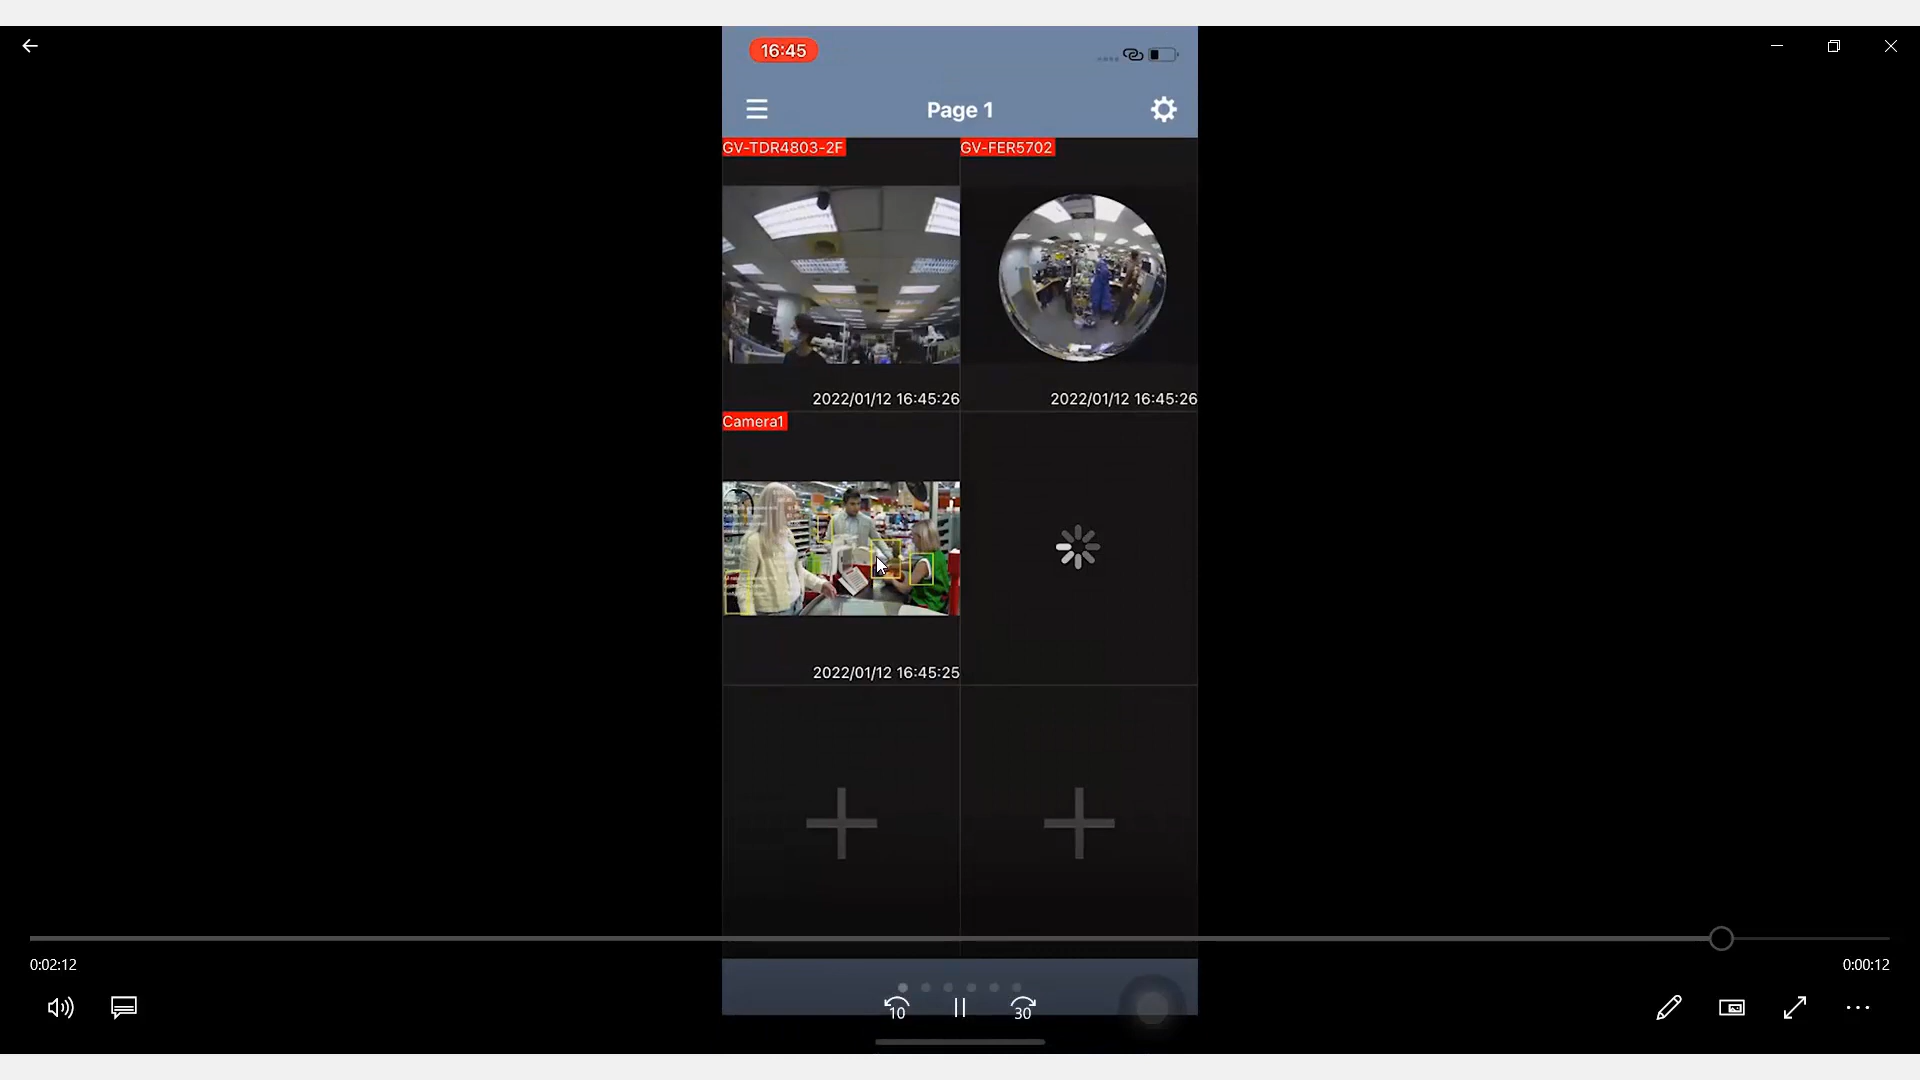 16:45
Page 1
GV-TDR4803-2F
GV-FER5702
2022/01/12 16:45:26
2022/01/12 16:45:26
Camera1
2022/01/12 16:45:25
0:02:12
0:00:12
10
30